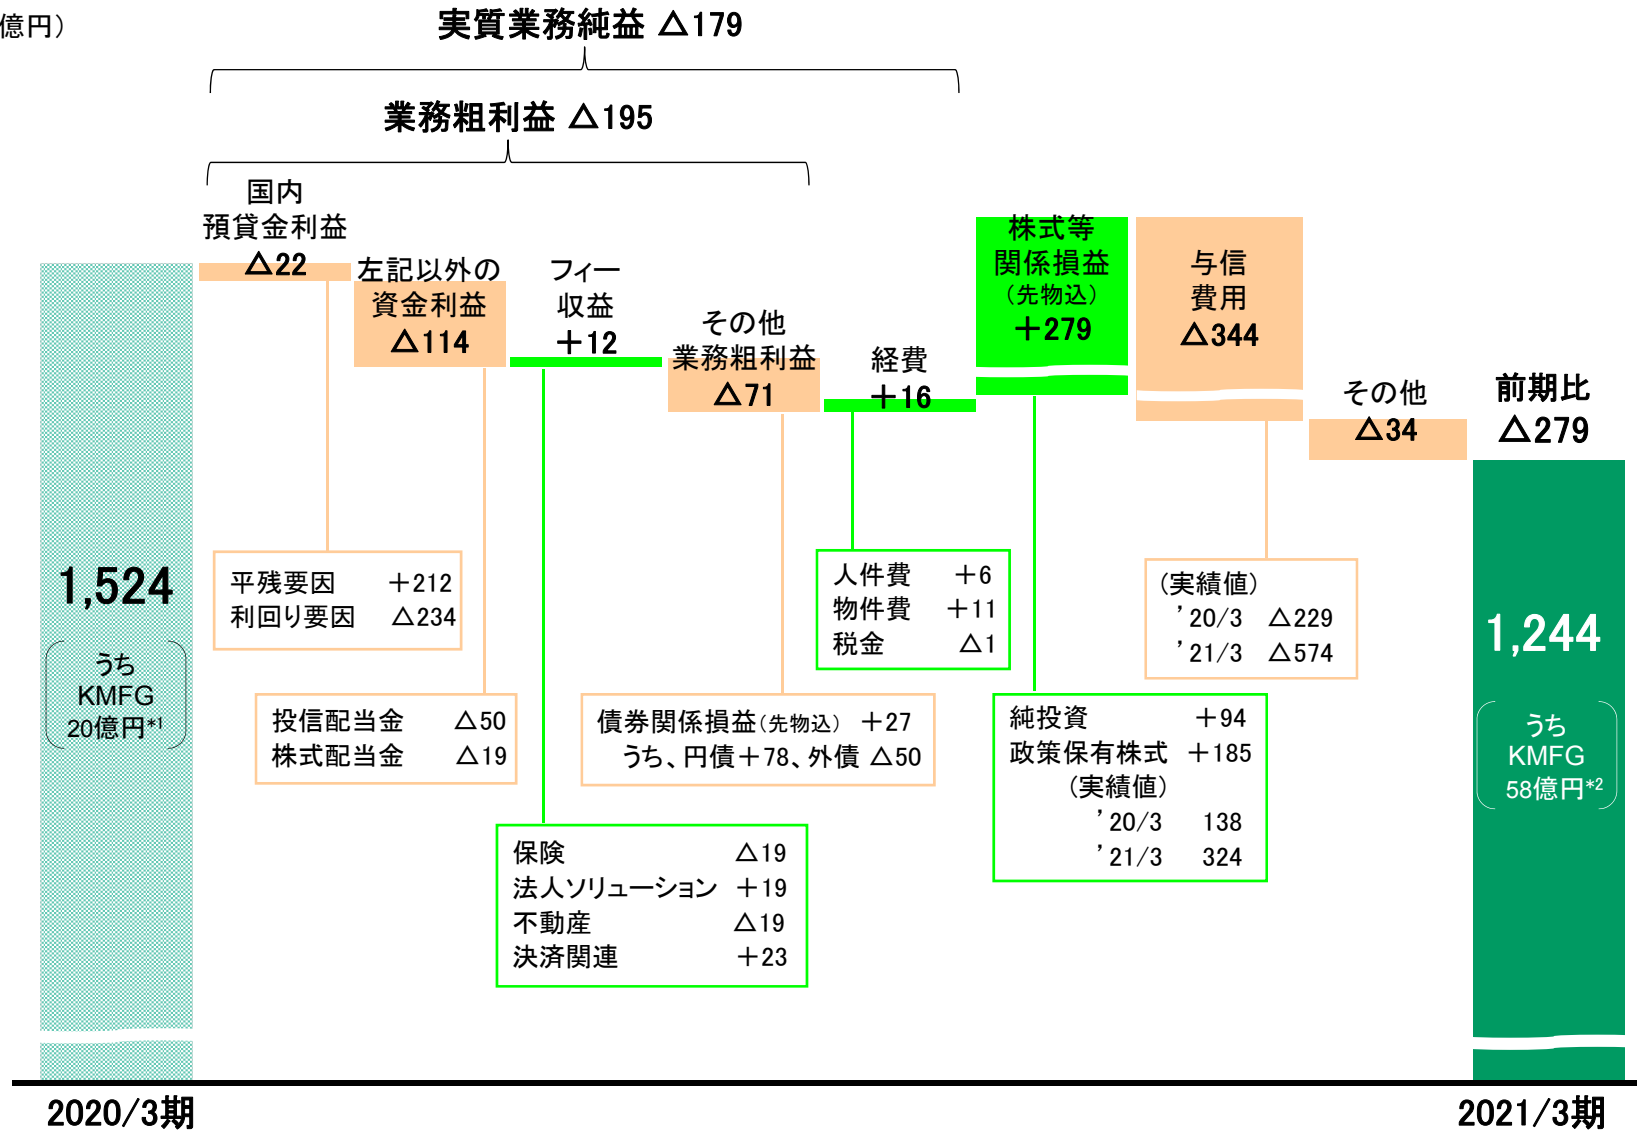 億円）
実質業務純益 △179
業務粗利益 △195
国内
預貸金利益
△22
左記以外の
資金利益
△114
フィー
収益
＋12
その他
業務粗利益
△71
経費
＋16
株式等
関係損益
（先物込）
＋279
与信
費用
△344
その他
△34
前期比
△279
1,524
うち
KMFG
20億円*1
平残要因 ＋212
利回り要因 △234
投信配当金 △50
株式配当金 △19
保険 △19
法人ソリューション ＋19
不動産 △19
決済関連 ＋23
債券関係損益（先物込） ＋27
うち、円債＋78、外債 △50
人件費 ＋6
物件費 ＋11
税金 △1
純投資 ＋94
政策保有株式 ＋185
（実績値）
’20/3 138
’21/3 324
（実績値）
’20/3 △229
’21/3 △574
1,244
うち
KMFG
58億円*2
2020/3期
2021/3期